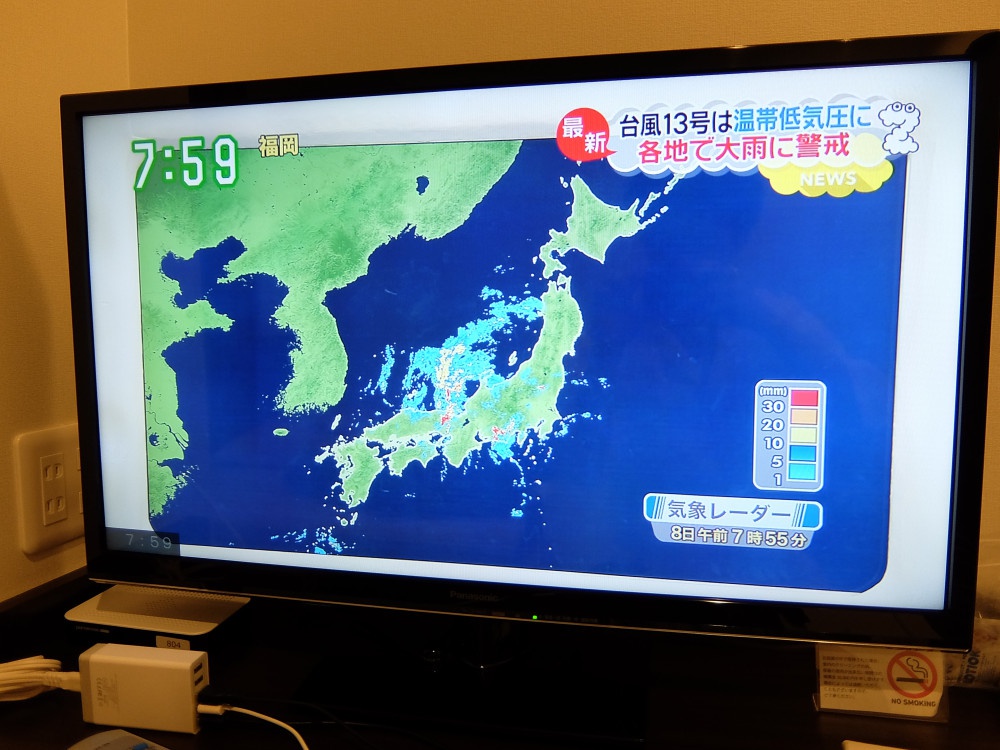 7:59
福岡
最新
台風13号は温帯低気圧に
各地で大雨に警戒
NEWS
(mm)
30
20
10
5
1
気象レーダー
8日午前7時55分
7:59
Panasonic
804
NO SMOKING